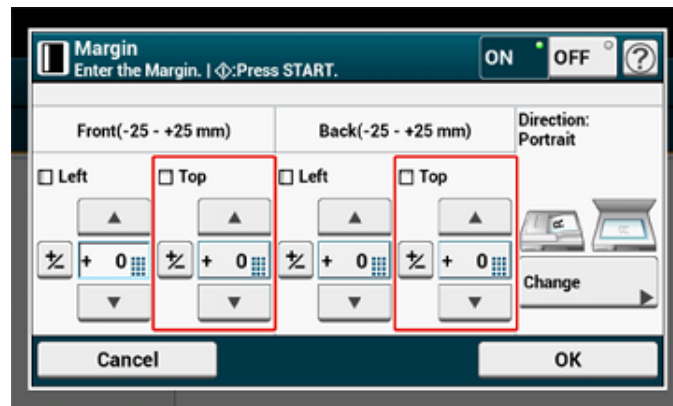 Margin
Enter the Margin. | :Press START.
ON
OFF
?
Front(-25 - +25 mm)
Back(-25 - +25 mm)
Direction:
Portrait
Left
Top
Left
Top
+ 0
+ 0
+ 0
+ 0
Change
Cancel
OK